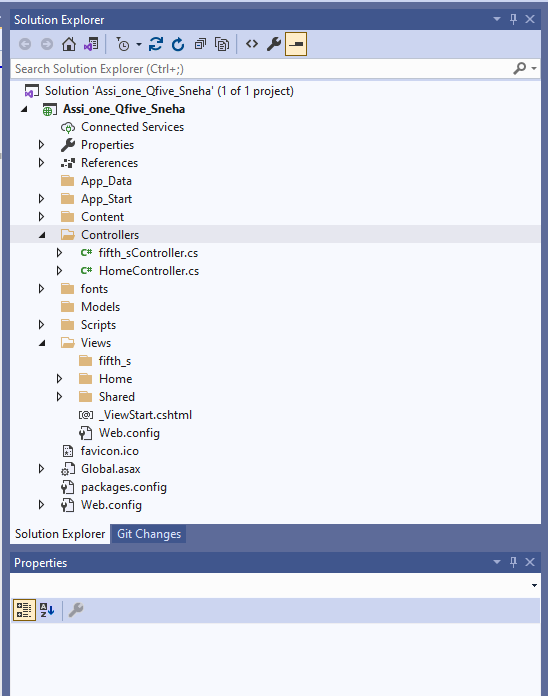 Solution Explorer
Search Solution Explorer (Ctrl+;)
Solution 'Assi_one_Qfive_Sneha' (1 of 1 project)
Assi_one_Qfive_Sneha
Connected Services
Properties
References
App_Data
App_Start
Content
Controllers
C# fifth_sController.cs
C# HomeController.cs
fonts
Models
Scripts
Views
fifth_s
Home
Shared
[@] _ViewStart.cshtml
Web.config
favicon.ico
Global.asax
packages.config
Web.config
Solution Explorer Git Changes
Properties